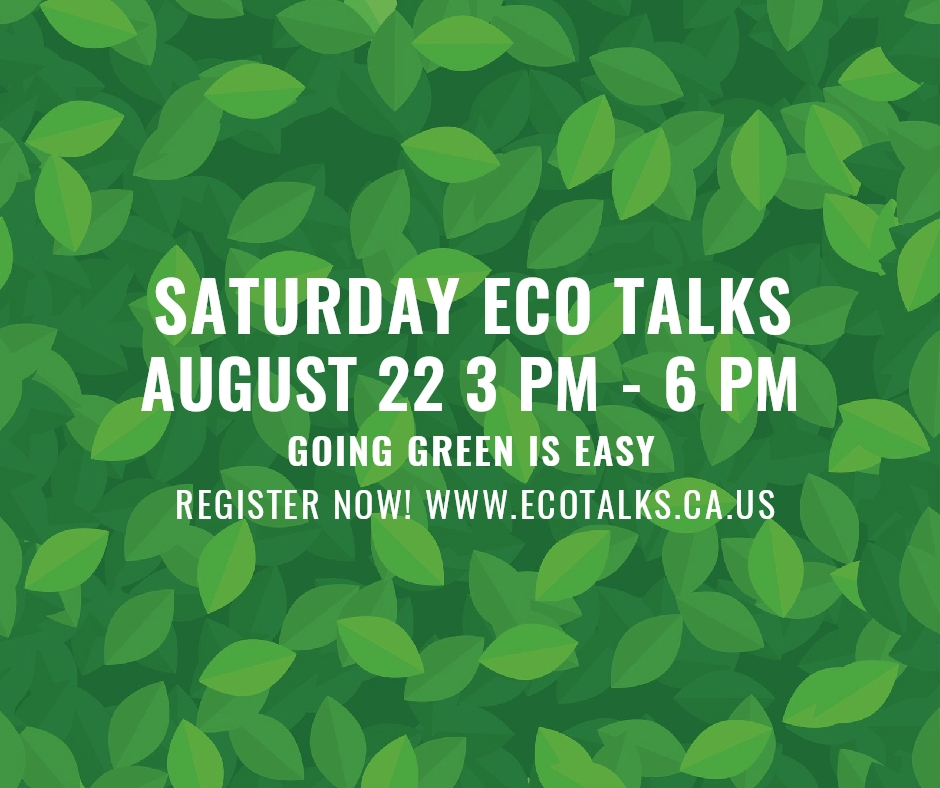 SATURDAY ECO TALKS
AUGUST 22 3 PM - 6 PM
GOING GREEN IS EASY
REGISTER NOW! WWW.ECOTALKS.CA.US